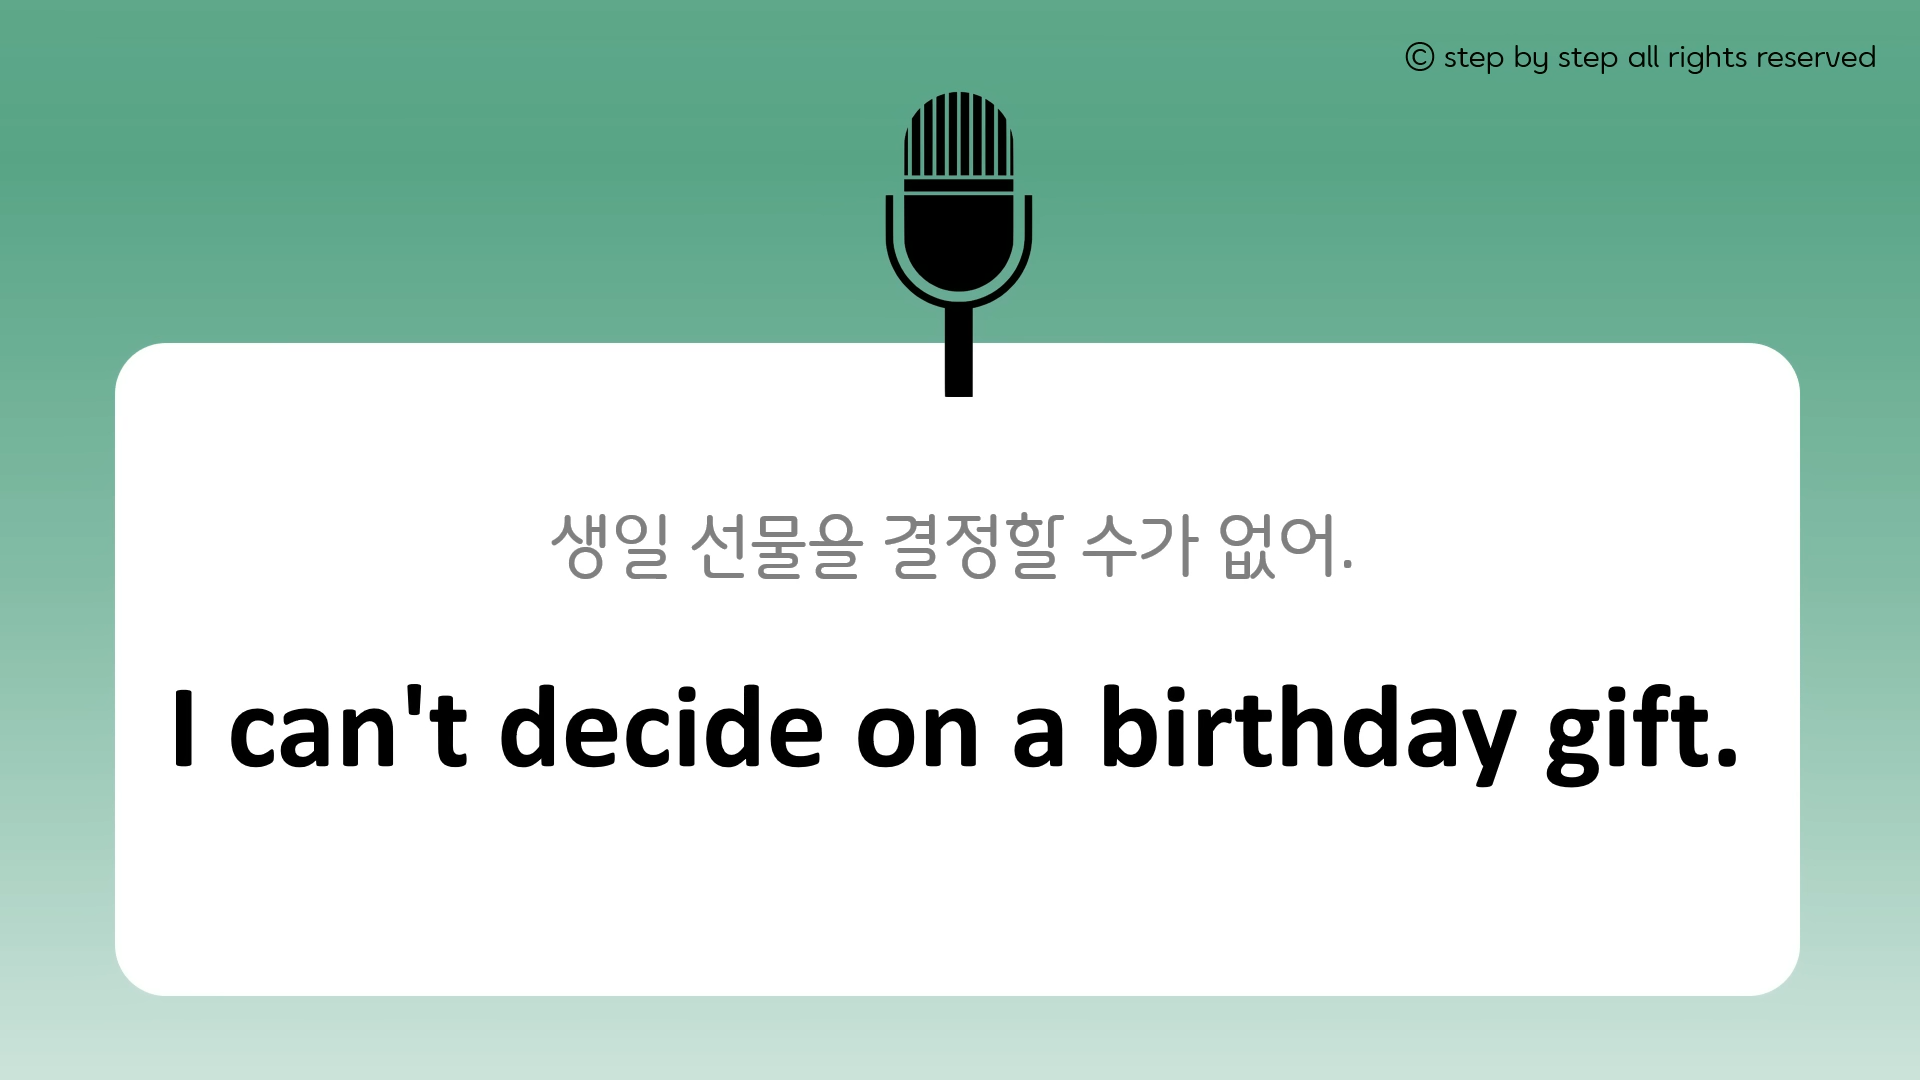 © step by step all rights reserved
생일 선물을 결정할 수가 없어.
I can't decide on a birthday gift.